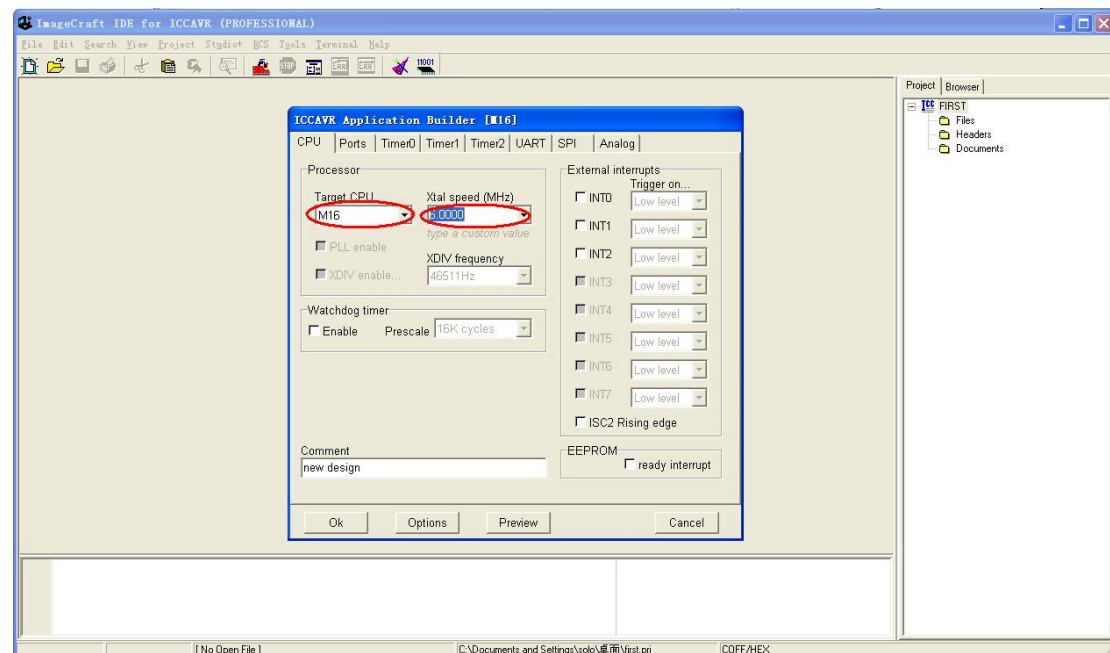 ImageCraft IDE for ICCAVR (PROFESSIONAL)
File Edit Search View Project Studio+ RCS Tools Terminal Help
Project Browser
FIRST
Files
Headers
Documents
ICCAVR Application Builder [M16]
CPU Ports Timer0 Timer1 Timer2 UART SPI Analog
Processor
Target CPU Xtal speed (MHz)
M16 6.0000
type a custom value
PLL enable
XDIV frequency
XDIV enable... 46511Hz
Watchdog timer
Enable Prescale 16K cycles
External interrupts
Trigger on...
INT0 Low level
INT1 Low level
INT2 Low level
INT3 Low level
INT4 Low level
INT5 Low level
INT6 Low level
INT7 Low level
ISC2 Rising edge
Comment
new design
EEPROM
ready interrupt
Ok Options Preview Cancel
[ No Open File ] C:\Documents and Settings\solo\桌面\first.prj COFF/HEX